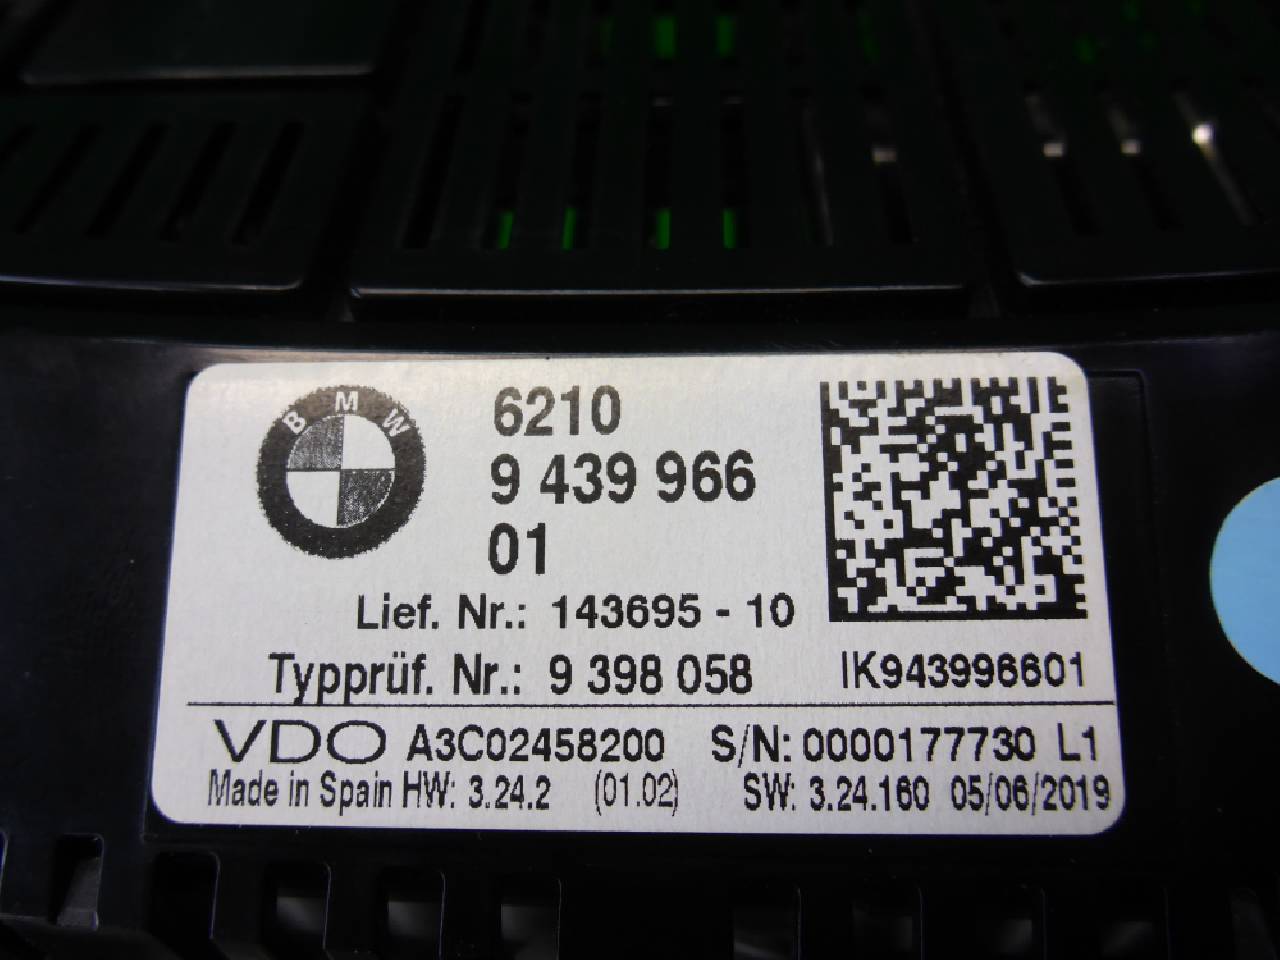 BMW
6210
9 439 966
01
Lief. Nr.: 143695 - 10
Typprüf. Nr.: 9 398 058 IK943996601
VDO A3C02458200 S/N: 0000177730 L1
Made in Spain HW: 3.24.2 (01.02) SW: 3.24.160 05/06/2019